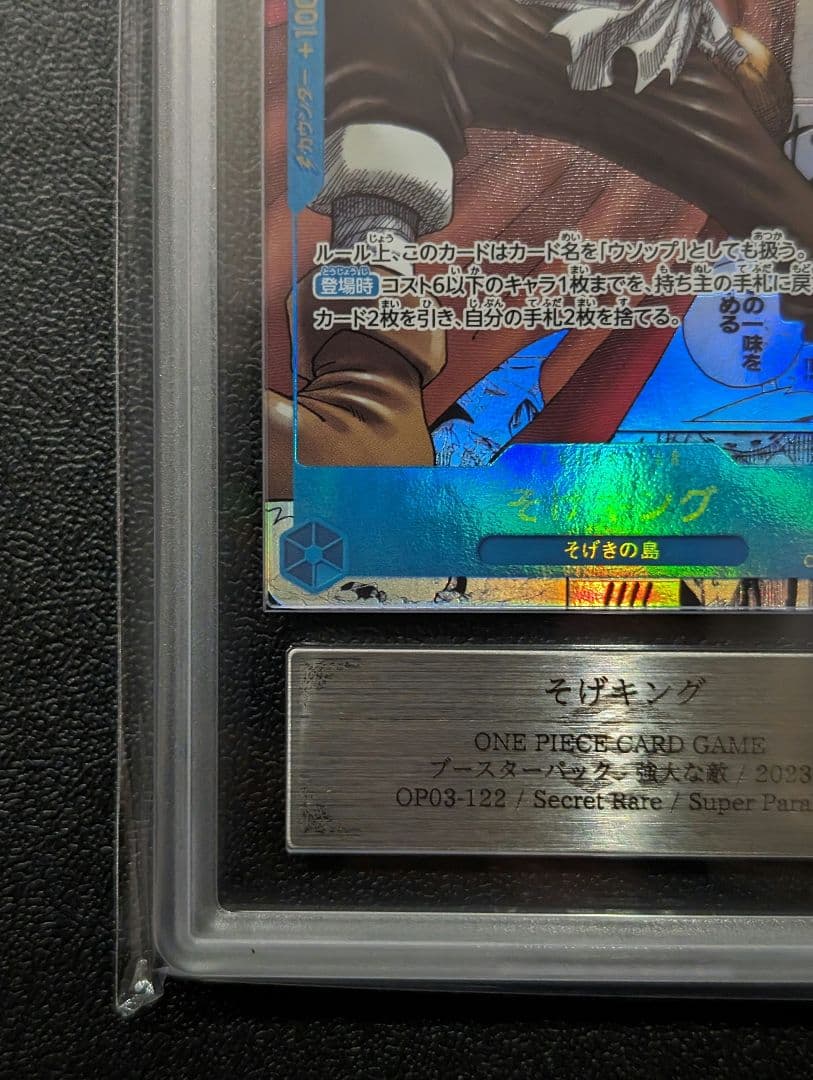 カウンター +100
ルール上、このカードはカード名を「ウソップ」としても扱う。
登場時 コスト6以下のキャラ1枚までを、持ち主の手札に戻
カード2枚を引き、自分の手札2枚を捨てる。
の一味を
める
そげキング
そげきの島
そげキング
ONE PIECE CARD GAME
ブースターパック 強大な敵 / 2023
OP03-122 / Secret Rare / Super Para